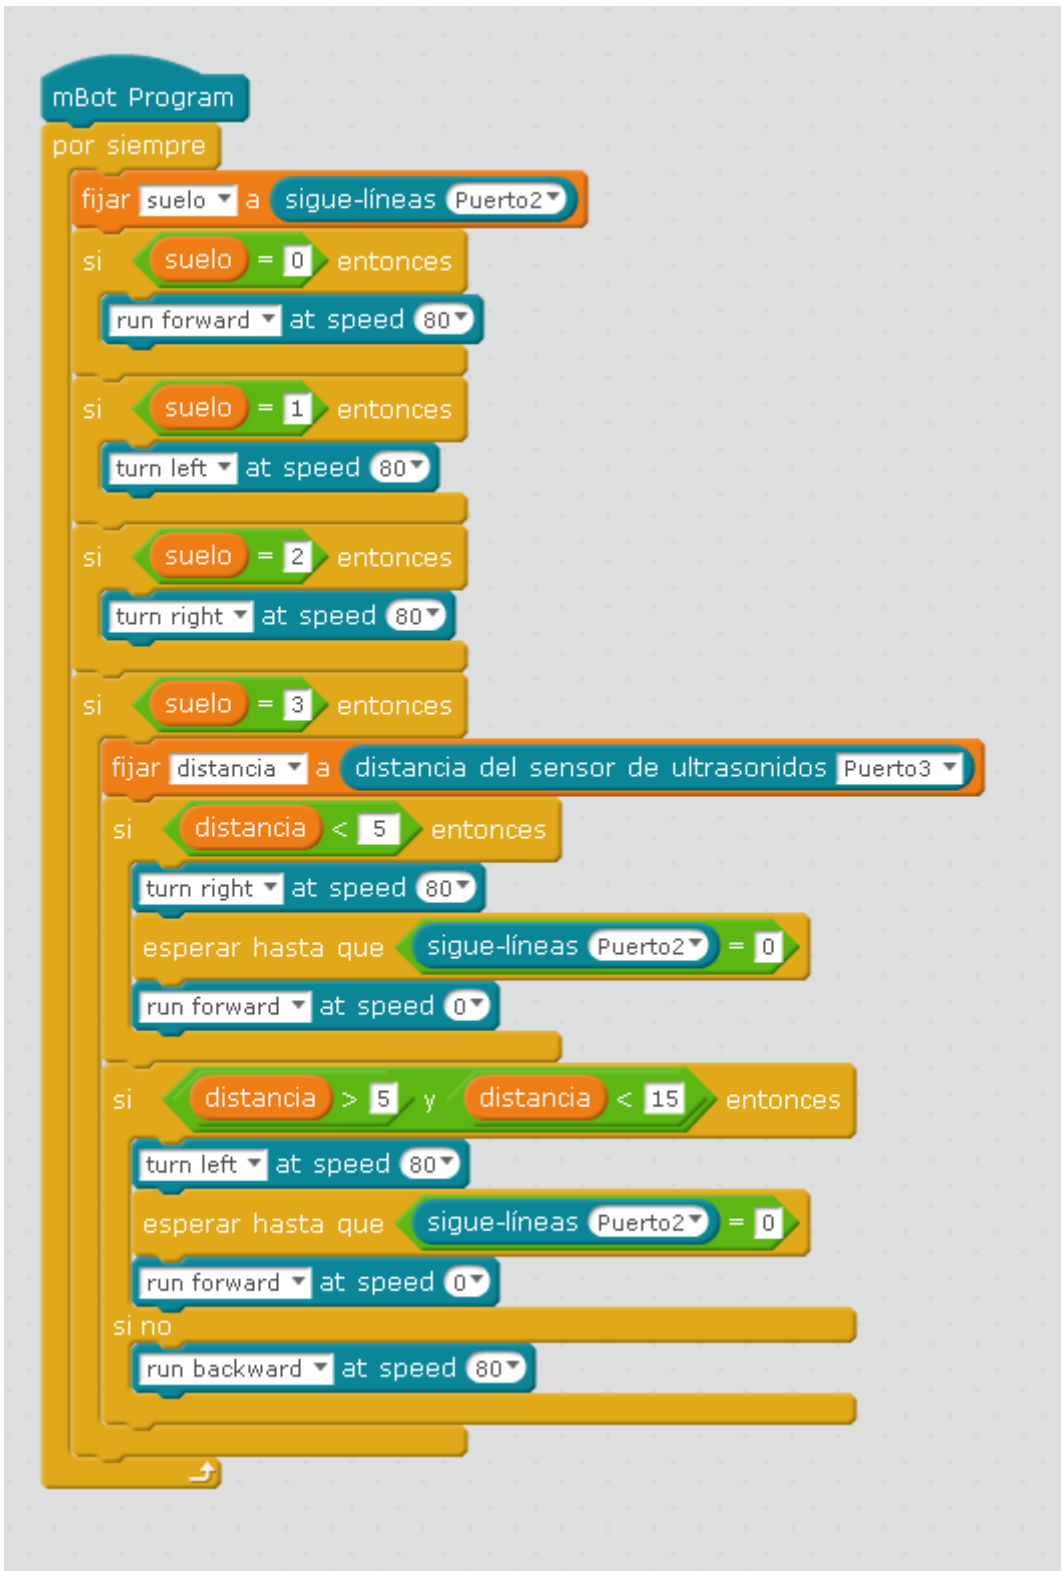 mBot Program
por siempre
fijar suelo a sigue-líneas Puerto2
si suelo = 0 entonces
run forward at speed 80
si suelo = 1 entonces
turn left at speed 80
si suelo = 2 entonces
turn right at speed 80
si suelo = 3 entonces
fijar distancia a distancia del sensor de ultrasonidos Puerto3
si distancia < 5 entonces
turn right at speed 80
esperar hasta que sigue-líneas Puerto2 = 0
run forward at speed 0
si distancia > 5 y distancia < 15 entonces
turn left at speed 80
esperar hasta que sigue-líneas Puerto2 = 0
run forward at speed 0
si no
run backward at speed 80